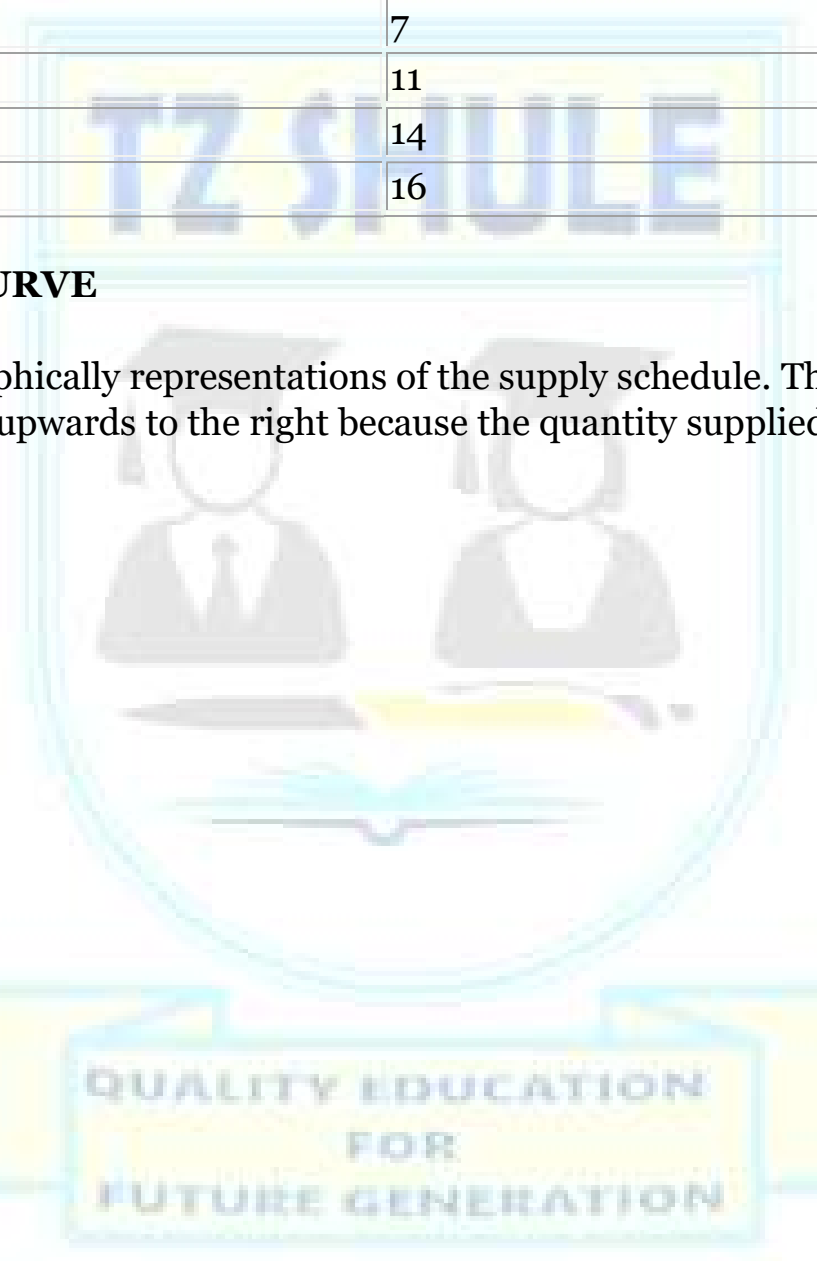 7
11
14
16
TZ SHULE
URVE
phically representations of the supply schedule. Th
upwards to the right because the quantity supplied
QUALITY EDUCATION
FOR
FUTURE GENERATION